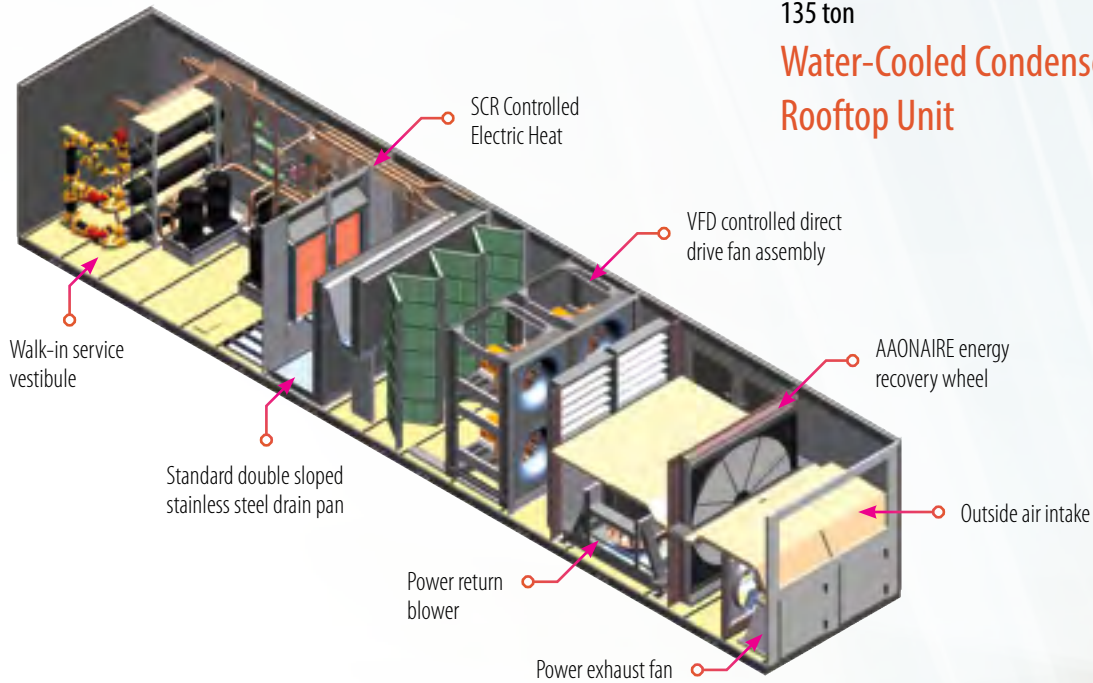 135 ton
Water-Cooled
Rooftop Unit
SCR Controlled
Electric Heat
VFD controlled direct
drive fan assembly
AAONAIRE energy
recovery wheel
Walk-in service
vestibule
Standard double sloped
stainless steel drain pan
Outside air intake
Power return
blower
Power exhaust fan